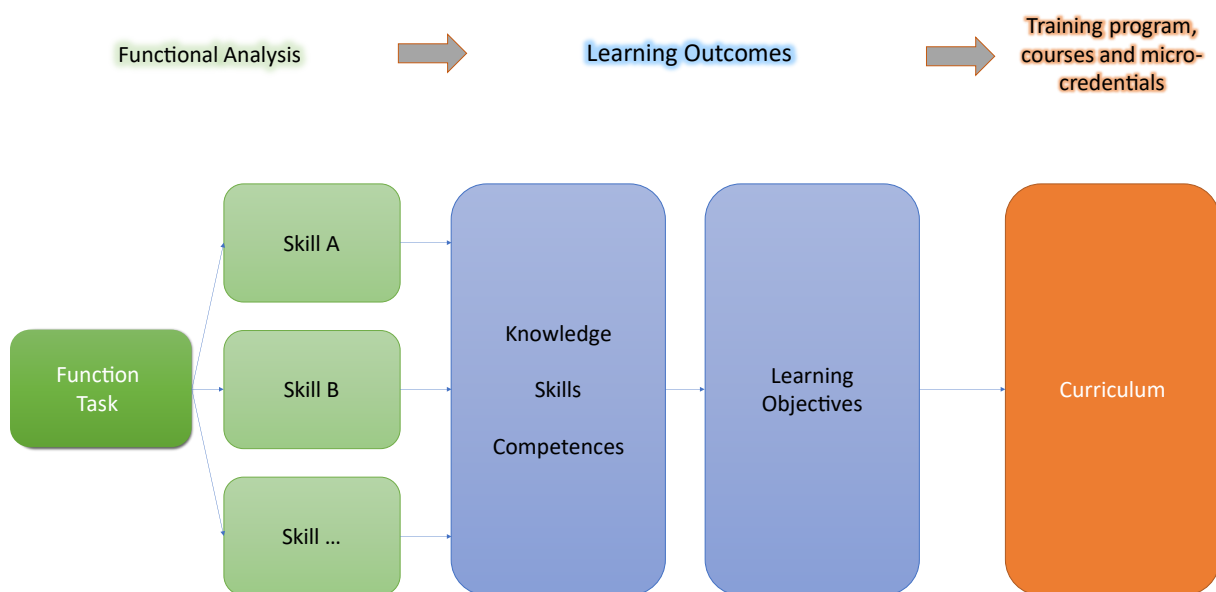 Functional Analysis
Learning Outcomes
Training program,
courses and micro-
credentials
Function
Task
Skill A
Skill B
Skill ...
Knowledge
Skills
Competences
Learning
Objectives
Curriculum